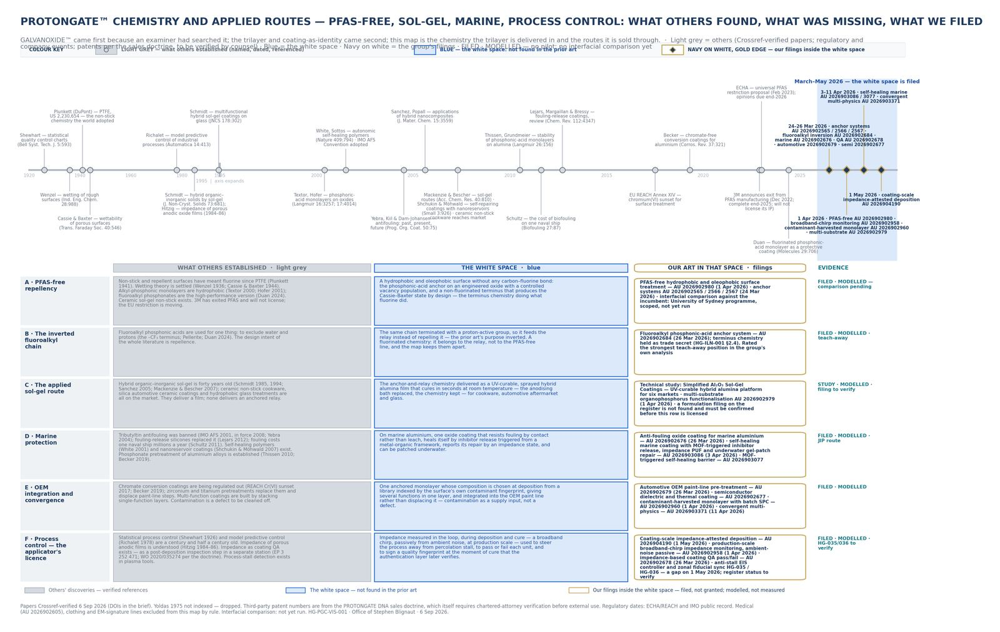 PROTONGATE™ CHEMISTRY AND APPLIED ROUTES — PFAS-FREE, SOL-GEL, MARINE, PROCESS CONTROL: WHAT OTHERS FOUND, WHAT WAS MISSING, WHAT WE FILED
GALVANOXIDE™ came first because an examiner had searched it; the trilayer and coating-as-identity came second; this map is the chemistry the trilayer is delivered in and the routes it is sold through. · Light grey = others (Crossref-verified papers; regulatory and
company events; patents per the sales doctrine, to be verified by counsel) · Blue = the white space · Navy on white = the group's filings · FILED · MODELLED — no pilot; no interfacial comparison yet
COLOUR KEY
LIGHT GREY — what others established (named, dated, referenced)
BLUE — the white space: not found in the prior art
NAVY ON WHITE, GOLD EDGE — our filings inside the white space
March–May 2026 — the white space is filed
ECHA — universal PFAS
restriction proposal (Feb 2023);
opinions due end-2026
3–11 Apr 2026 · self-healing marine
AU 2026903086 / 3077 · convergent
multi-physics AU 2026903371
Plunkett (DuPont) — PTFE,
US 2,230,654 — the non-stick
chemistry the world adopted
Schmidt — multifunctional
hybrid sol-gel coatings on
glass (JNCS 178:302)
Sanchez, Popall — applications
of hybrid nanocomposites
(J. Mater. Chem. 15:3559)
Lejars, Margaillan & Bressy —
fouling-release coatings,
review (Chem. Rev. 112:4347)
Shewhart — statistical
quality control charts
(Bell Syst. Tech. J. 5:593)
Richalet — model predictive
control of industrial
processes (Automatica 14:413)
White, Sottos — autonomic
self-healing polymers
(Nature 409:794) · IMO AFS
Convention adopted
Thissen, Grundmeier — stability
of phosphonic-acid monolayers
on alumina (Langmuir 26:156)
Becker — chromate-free
conversion coatings for
aluminium (Corros. Rev. 37:321)
24–26 Mar 2026 · anchor systems
AU 2026902565 / 2566 / 2567 ·
fluoroalkyl inversion AU 2026902684 ·
marine AU 2026902676 · QA AU 2026902678
· automotive 2026902679 · semi 2026902677
1920
1940
1960
1980
1995
2000
2005
2010
2015
2020
2025
1995 | axis expands
Wenzel — wetting of rough
surfaces (Ind. Eng. Chem.
28:988)
Schmidt — hybrid organic–
inorganic solids by sol-gel
(J. Non-Cryst. Solids 73:681);
Hitzig — impedance of porous
anodic oxide films (1984–86)
Textor, Hofer — phosphonic-
acid monolayers on oxides
(Langmuir 16:3257; 17:4014)
Mackenzie & Bescher — sol-gel
routes (Acc. Chem. Res. 40:810) ·
Shchukin & Möhwald — self-repairing
coatings with nanoreservoirs
(Small 3:926) · ceramic non-stick
cookware reaches market
EU REACH Annex XIV —
chromium(VI) sunset for
surface treatment
3M announces exit from
PFAS manufacturing (Dec 2022;
complete end-2025; will not
license its IP)
1 May 2026 · coating-scale
impedance-attested deposition
AU 2026904190
Cassie & Baxter — wettability
of porous surfaces
(Trans. Faraday Soc. 40:546)
Yebra, Kiil & Dam-Johansen —
antifouling: past, present,
future (Prog. Org. Coat. 50:75)
Schultz — the cost of biofouling
on one naval ship
(Biofouling 27:87)
1 Apr 2026 · PFAS-free AU 2026902980 ·
broadband-chirp monitoring AU 2026902958 ·
contaminant-harvested monolayer AU 2026902960
· multi-substrate AU 2026902979
Duan — fluorinated phosphonic-
acid monolayer as a protective
coating (Molecules 29:706)
WHAT OTHERS ESTABLISHED · light grey
THE WHITE SPACE · blue
OUR ART IN THAT SPACE · filings
EVIDENCE
A · PFAS-free
repellency
Non-stick and repellent surfaces have meant fluorine since PTFE (Plunkett
1941). Wetting theory is settled (Wenzel 1936; Cassie & Baxter 1944).
Alkyl-phosphonic monolayers are hydrophobic (Textor 2000; Hofer 2001);
fluoroalkyl phosphonates are the high-performance version (Duan 2024).
Ceramic sol-gel non-stick exists. 3M has exited PFAS and will not license;
the EU restriction is moving.
A hydrophobic and oleophobic surface without any carbon–fluorine bond:
the phosphonic-acid anchor on an engineered oxide with a controlled
vacancy population, and a non-fluorinated terminus that produces the
Cassie–Baxter state by design — the terminus chemistry doing what
fluorine did.
PFAS-free hydrophobic and oleophobic surface
treatment — AU 2026902980 (1 Apr 2026) · anchor
systems AU 2026902565 / 2566 / 2567 (24 Mar
2026) · interfacial comparison against the
incumbent: University of Sydney programme,
scoped, not yet run
FILED · MODELLED —
comparison pending
B · The inverted
fluoroalkyl
chain
Fluoroalkyl phosphonic acids are used for one thing: to exclude water and
protons (the –CF₃ terminus; Pellerite; Duan 2024). The design intent of
the whole literature is repellence.
The same chain terminated with a proton-active group, so it feeds the
relay instead of repelling it — the prior art's purpose inverted. A
fluorinated chemistry: it belongs to the relay, not to the PFAS-free
line, and the map keeps them apart.
Fluoroalkyl phosphonic-acid anchor system — AU
2026902684 (26 Mar 2026); terminus chemistry
held as trade secret (HG-ILN-001 §2.4). Rated
the strongest teach-away position in the group's
own analysis
FILED · MODELLED ·
teach-away
C · The applied
sol-gel route
Hybrid organic–inorganic sol-gel is forty years old (Schmidt 1985, 1994;
Sanchez 2005; Mackenzie & Bescher 2007); ceramic non-stick cookware,
silica automotive ceramic coatings and hydrophobic glass treatments are
all on the market. They deliver a film; none delivers an anchored relay.
The anchor-and-relay chemistry delivered as a UV-curable, sprayed hybrid
alumina film that cures in seconds at room temperature — the anodising
bath replaced, the chemistry kept — for cookware, automotive aftermarket
and glass.
Technical study: Simplified Al₂O₃ Sol-Gel
Coatings — UV-curable hybrid alumina platform
for six markets · multi-substrate
organophosphorus functionalisation AU 2026902979
(1 Apr 2026) · a formulation filing on the
register is not found and must be confirmed
before this row is licensed
STUDY · MODELLED ·
filing to verify
D · Marine
protection
Tributyltin antifouling was banned (IMO AFS 2001, in force 2008; Yebra
2004); fouling-release silicones replaced it (Lejars 2012); fouling costs
one naval ship millions a year (Schultz 2011). Self-healing polymers
(White 2001) and nanoreservoir coatings (Shchukin & Möhwald 2007) exist.
Phosphonate pretreatment of aluminium alloys is established (Thissen 2010;
Becker 2019).
On marine aluminium, one oxide coating that resists fouling by contact
rather than leach, heals itself by inhibitor release triggered from a
metal-organic framework, reports its repair by an impedance state, and
can be patched underwater.
Anti-fouling oxide coating for marine aluminium
— AU 2026902676 (26 Mar 2026) · self-healing
marine coating with MOF-triggered inhibitor
release, impedance PUF and underwater gel-patch
repair — AU 2026903086 (3 Apr 2026) · MOF-
triggered self-healing barrier — AU 2026903077
FILED · MODELLED ·
JIP route
E · OEM
integration and
convergence
Chromate conversion coatings are being regulated out (REACH Cr(VI) sunset
2017; Becker 2019); zirconium and titanium pretreatments replace them and
displace paint-line steps. Multi-function coatings are built by stacking
single-function layers. Contamination is a defect to be cleaned off.
One anchored monolayer whose composition is chosen at deposition from a
library indexed by the surface's own contaminant fingerprint, giving
several functions in one layer, and integrated into the OEM paint line
rather than displacing it — contamination as a supply input, not a
defect.
Automotive OEM paint-line pre-treatment — AU
2026902679 (26 Mar 2026) · semiconductor
dielectric and thermal coating — AU 2026902677 ·
contaminant-harvested monolayer with batch SPC —
AU 2026902960 (1 Apr 2026) · convergent multi-
physics — AU 2026903371 (11 Apr 2026)
FILED · MODELLED
F · Process
control — the
applicator's
licence
Statistical process control (Shewhart 1926) and model predictive control
(Richalet 1978) are a century and half a century old. Impedance of porous
anodic films is understood (Hitzig 1984–86). Impedance as coating QA
exists — as a post-deposition inspection step in a separate station (EP 3
252 471; WO 2020/035274 per the doctrine). Process-stall detection exists
in plasma tools.
Impedance measured in the loop, during deposition and cure — a broadband
chirp, passively from ambient noise, at production scale — used to steer
the process away from percolation stall, to pass or fail each unit, and
to sign a quality fingerprint at the moment of cure that the
authentication layer later verifies.
Coating-scale impedance-attested deposition — AU
2026904190 (1 May 2026) · production-scale
broadband-chirp impedance monitoring, ambient-
noise passive — AU 2026902958 (1 Apr 2026) ·
impedance-based coating QA pass/fail — AU
2026902678 (26 Mar 2026) · anti-stall EIS
controller and zonal fiducial sync HG-035 /
HG-036 — a gap on 1 May 2026; register status to
verify
FILED · MODELLED ·
HG-035/036 to
verify
Others' discoveries — verified references
The white space — not found in the prior art
Our filings inside the white space — filed, not granted; modelled, not measured
Papers Crossref-verified 6 Sep 2026 (DOIs in the brief). Yoldas 1975 not indexed — dropped. Third-party patent numbers are from the PROTONGATE DNA sales doctrine, which itself requires chartered-attorney verification before external use. Regulatory dates: ECHA/REACH and IMO public record. Medical
(AU 2026902605), clothing and EM-signature lines excluded from this map by rule. Interfacial comparison: not yet run. HG-PGC-VIS-001 · Office of Stephen Blignaut · 6 Sep 2026.